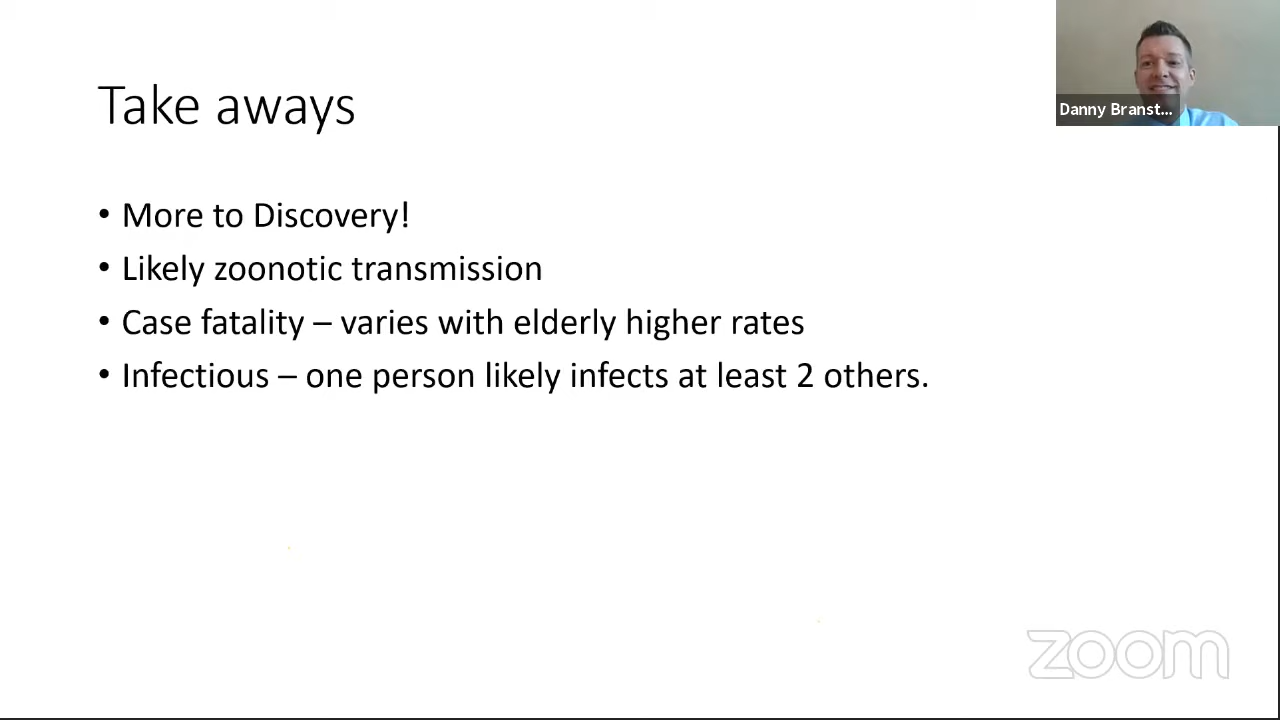 Take aways
Danny Branst...
• More to Discovery!
• Likely zoonotic transmission
• Case fatality – varies with elderly higher rates
• Infectious – one person likely infects at least 2 others.
zoom